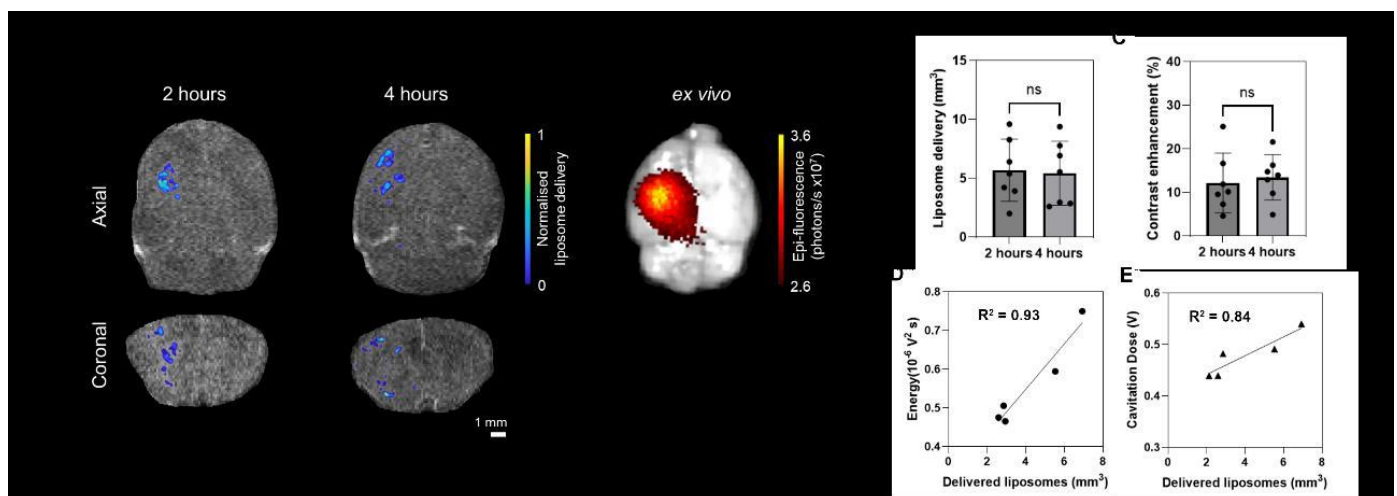 2 hours
4 hours
ex vivo
Axial
Coronal
1
Normalised
liposome delivery
0
3.6
Epi-fluorescence
(photons/s x10⁷)
2.6
1 mm
Liposome delivery (mm³)
15
10
5
0
ns
2 hours 4 hours
C
Contrast enhancement (%)
40
30
20
10
0
ns
2 hours 4 hours
D
Energy(10⁻⁶ V² s)
0.8
0.7
0.6
0.5
0.4
R² = 0.93
0 2 4 6 8
Delivered liposomes (mm³)
E
Cavitation Dose (V)
0.6
0.5
0.4
0.3
R² = 0.84
0 2 4 6 8
Delivered liposomes (mm³)